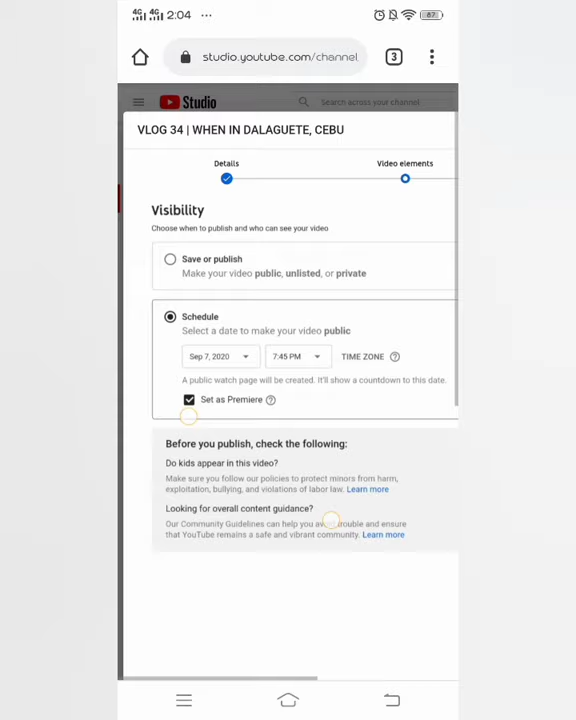 4G 4G 2:04 ... 67
studio.youtube.com/channel 3
Studio Search across your channel
VLOG 34 | WHEN IN DALAGUETE, CEBU
Details Video elements
Visibility
Choose when to publish and who can see your video
Save or publish
Make your video public, unlisted, or private
Schedule
Select a date to make your video public
Sep 7, 2020 7:45 PM TIME ZONE ?
A public watch page will be created. It'll show a countdown to this date.
Set as Premiere ?
Before you publish, check the following:
Do kids appear in this video?
Make sure you follow our policies to protect minors from harm,
exploitation, bullying, and violations of labor law. Learn more
Looking for overall content guidance?
Our Community Guidelines can help you avoid trouble and ensure
that YouTube remains a safe and vibrant community. Learn more